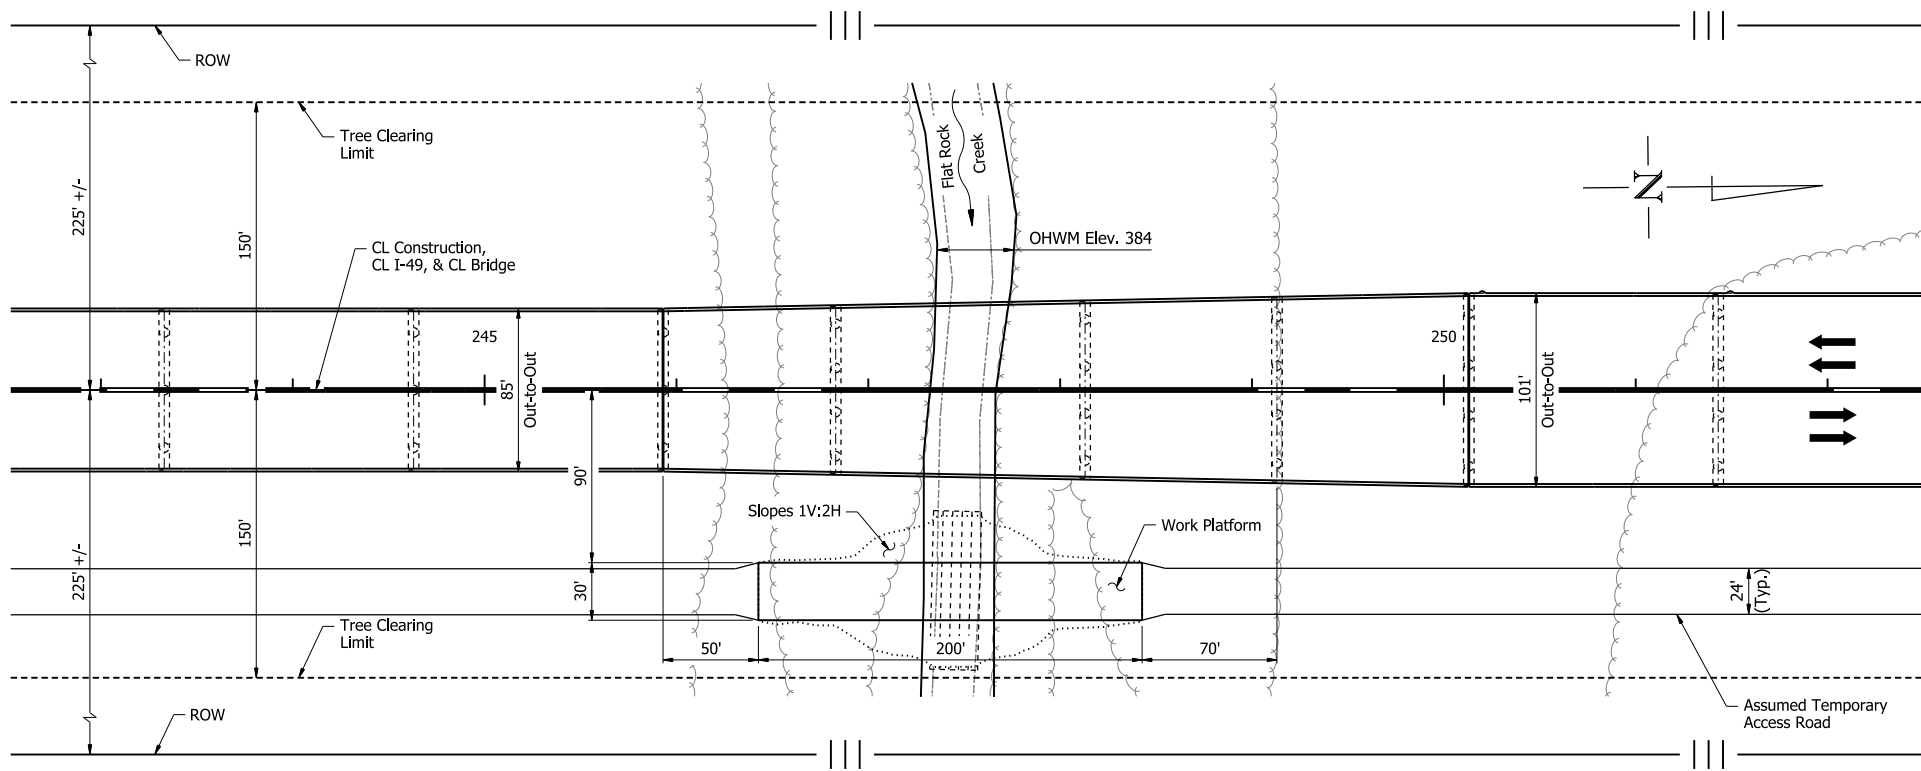 ROW
Tree Clearing
Limit
225' +/-
150'
CL Construction,
CL I-49, & CL Bridge
Flat Rock
Creek
OHWM Elev. 384
N
245
250
85'
Out-to-Out
101'
Out-to-Out
90'
30'
Slopes 1V:2H
Work Platform
225' +/-
150'
Tree Clearing
Limit
50'
200'
70'
24'
(Typ.)
ROW
Assumed Temporary
Access Road